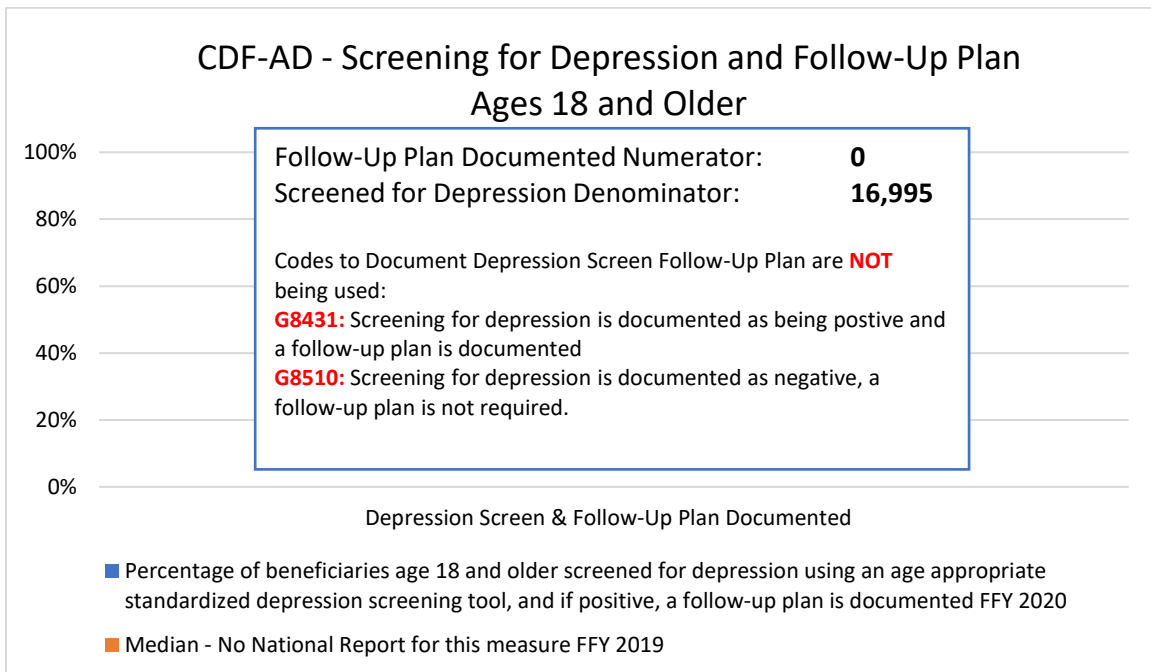 CDF-AD - Screening for Depression and Follow-Up Plan
Ages 18 and Older
100%
80%
60%
40%
20%
0%
Follow-Up Plan Documented Numerator: 0
Screened for Depression Denominator: 16,995
Codes to Document Depression Screen Follow-Up Plan are NOT
being used:
G8431: Screening for depression is documented as being postive and
a follow-up plan is documented
G8510: Screening for depression is documented as negative, a
follow-up plan is not required.
Depression Screen & Follow-Up Plan Documented
Percentage of beneficiaries age 18 and older screened for depression using an age appropriate
standardized depression screening tool, and if positive, a follow-up plan is documented FFY 2020
Median - No National Report for this measure FFY 2019